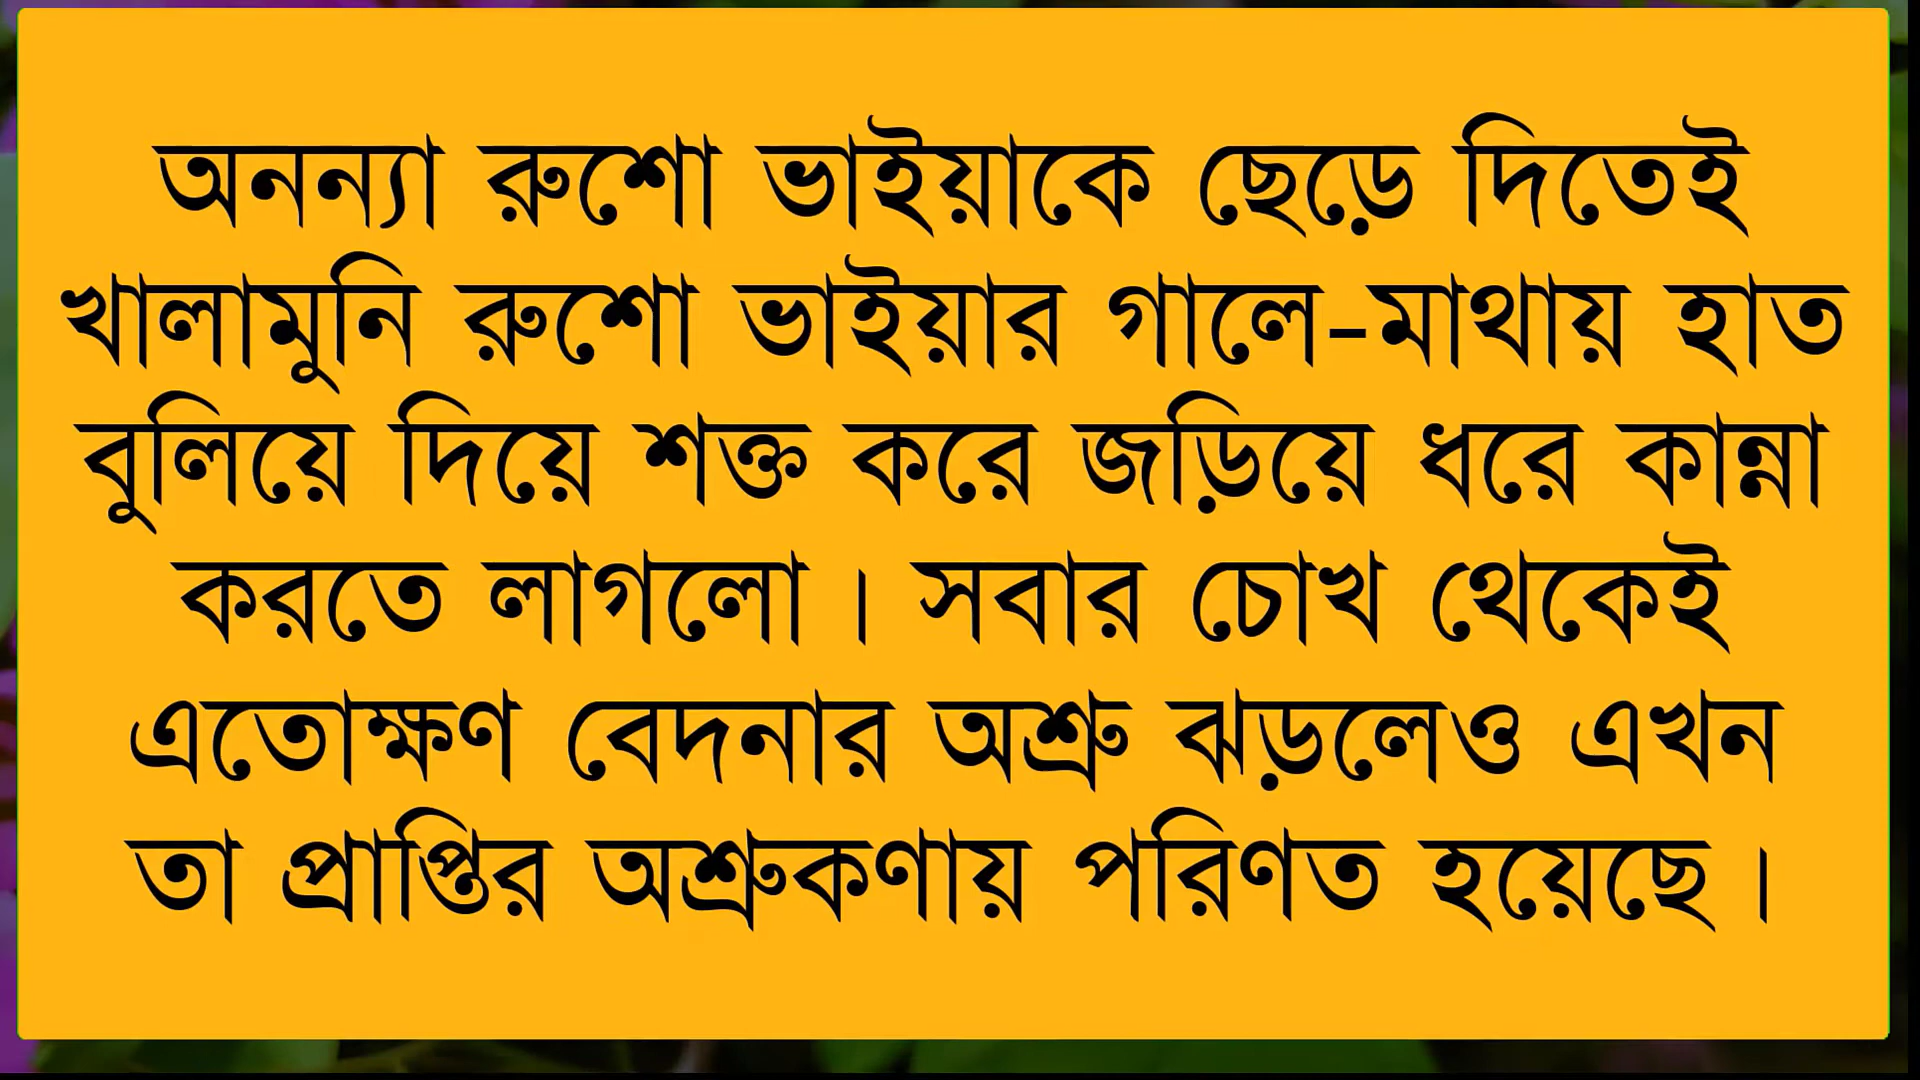 অনন্যা রুশো ভাইয়াকে ছেড়ে দিতেই
খালামুনি রুশো ভাইয়ার গালে-মাথায় হাত
বুলিয়ে দিয়ে শক্ত করে জড়িয়ে ধরে কান্না
করতে লাগলো। সবার চোখ থেকেই
এতোক্ষণ বেদনার অশ্রু ঝড়লেও এখন
তা প্রাপ্তির অশ্রুকণায় পরিণত হয়েছে।